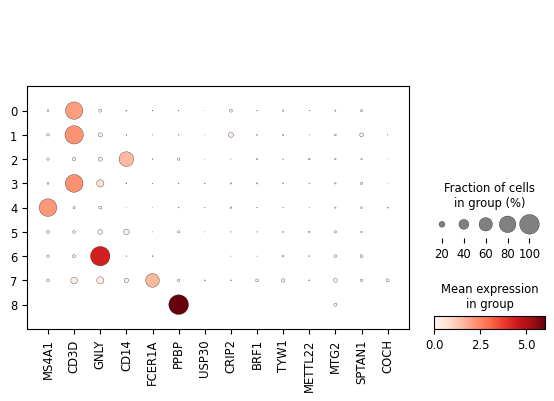 0
1
2
3
4
5
6
7
8
MS4A1
CD3D
GNLY
CD14
FCER1A
PPBP
USP30
CRIP2
BRF1
TYW1
METTL22
MTG2
SPTAN1
COCH
Fraction of cells
in group (%)
20 40 60 80 100
Mean expression
in group
0.0 2.5 5.0